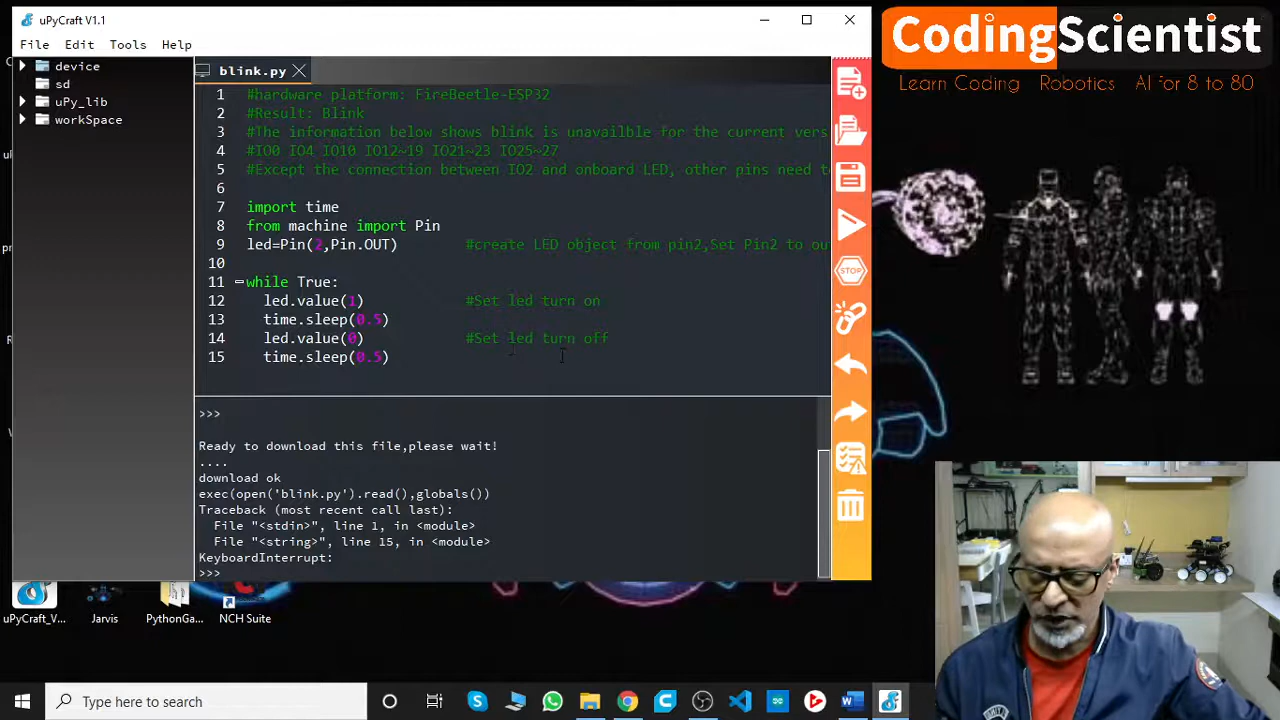 uPyCraft V1.1
CodingScientist
Learn Coding Robotics AI for 8 to 80
File Edit Tools Help
device
sd
uPy_lib
workSpace
blink.py
1 #hardware platform: FireBeetle-ESP32
2 #Result: Blink
3 #The information below shows blink is unavailble for the current vers
4 #IO0 IO4 IO10 IO12~19 IO21~23 IO25~27
5 #Except the connection between IO2 and onboard LED, other pins need to
6
7 import time
8 from machine import Pin
9 led=Pin(2,Pin.OUT) #create LED object from pin2,Set Pin2 to ou
10
11 while True:
12 led.value(1) #Set led turn on
13 time.sleep(0.5)
14 led.value(0) #Set led turn off
15 time.sleep(0.5)
STOP
>>>
Ready to download this file,please wait!
....
download ok
exec(open('blink.py').read(),globals())
Traceback (most recent call last):
File "<stdin>", line 1, in <module>
File "<string>", line 15, in <module>
KeyboardInterrupt:
>>>
uPyCraft_V... Jarvis PythonGa... NCH Suite
Type here to search